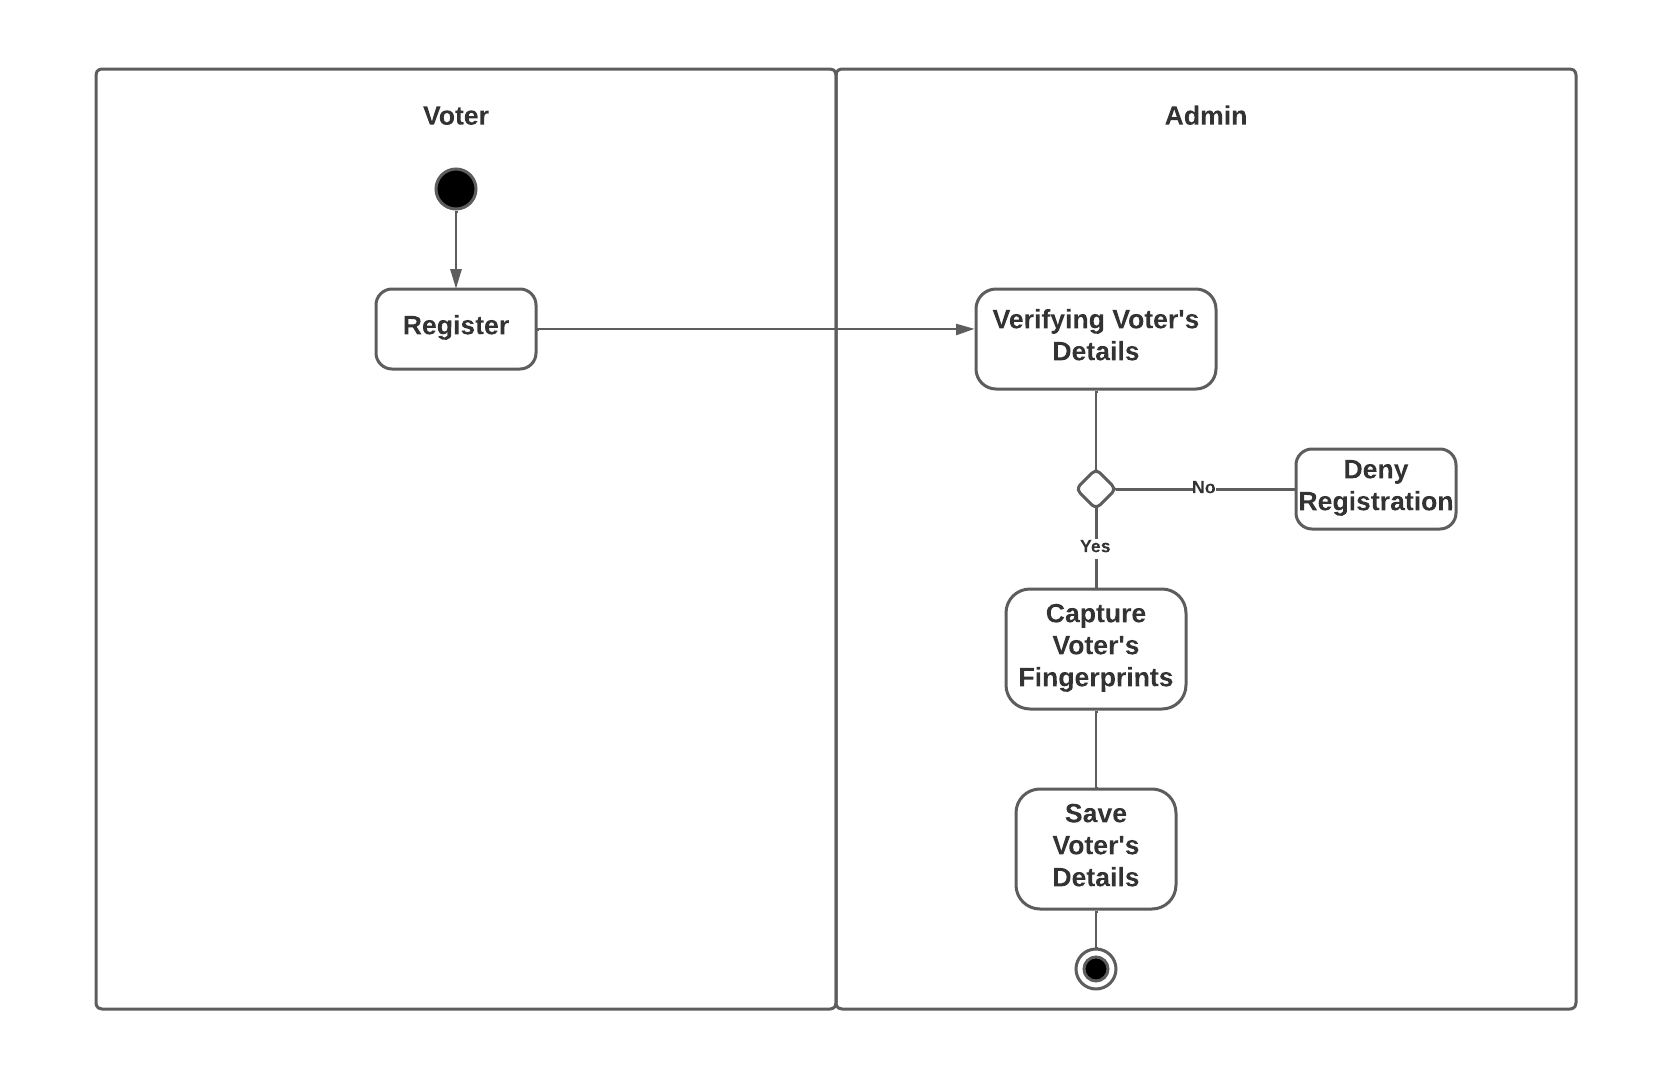 Voter
Admin
Register
Verifying Voter's
Details
Deny
Registration
No
Yes
Capture
Voter's
Fingerprints
Save
Voter's
Details